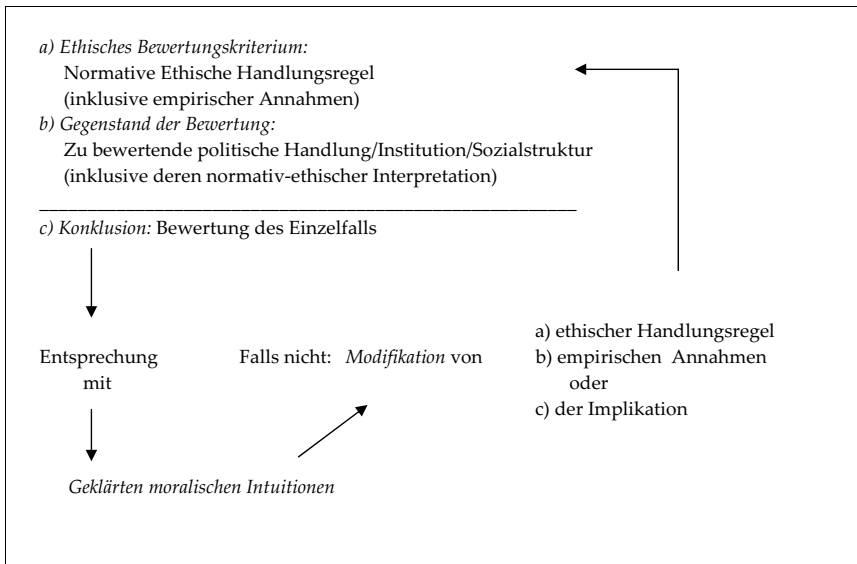 a) Ethisches Bewertungskriterium:
Normative Ethische Handlungsregel
(inklusive empirischer Annahmen)
b) Gegenstand der Bewertung:
Zu bewertende politische Handlung/Institution/Sozialstruktur
(inklusive deren normativ-ethischer Interpretation)
c) Konklusion: Bewertung des Einzelfalls
Entsprechung
mit
Geklärten moralischen Intuitionen
Falls nicht: Modifikation von
a) ethischer Handlungsregel
b) empirischen Annahmen
oder
c) der Implikation